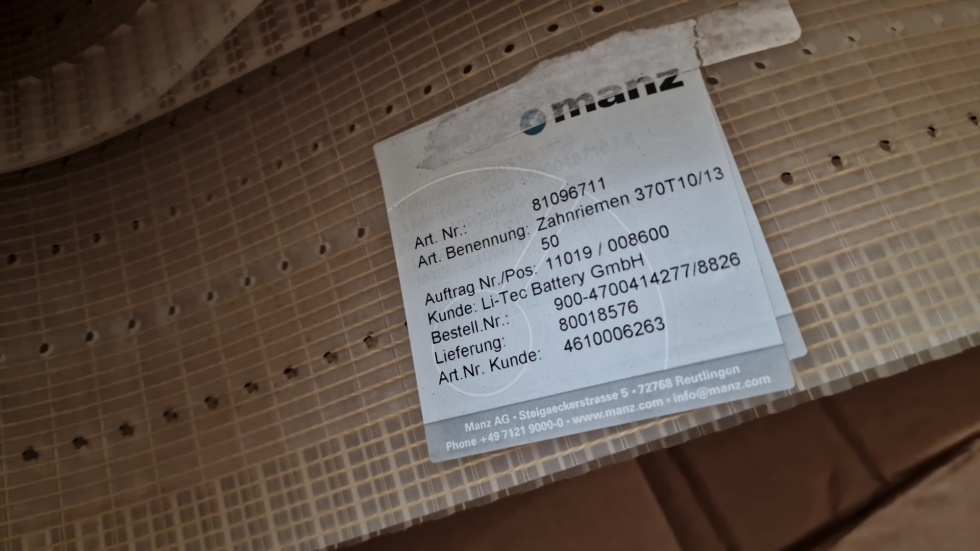 manz
Art. Nr.: 81096711
Art. Benennung: Zahnriemen 370T10/13
50
Auftrag Nr./Pos: 11019 / 008600
Kunde: Li-Tec Battery GmbH
Bestell.Nr.: 900-4700414277/8826
Lieferung: 80018576
Art.Nr. Kunde: 4610006263
Manz AG • Steigaeckerstrasse 5 • 72768 Reutlingen
Phone +49 7121 9000-0 • www.manz.com • info@manz.com